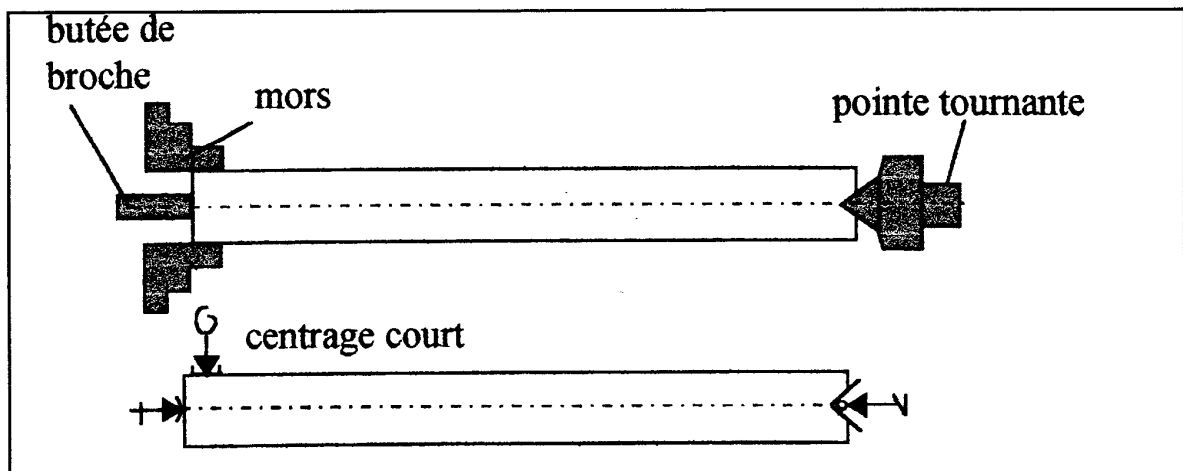 butée de
broche
mors
pointe tournante
centrage court